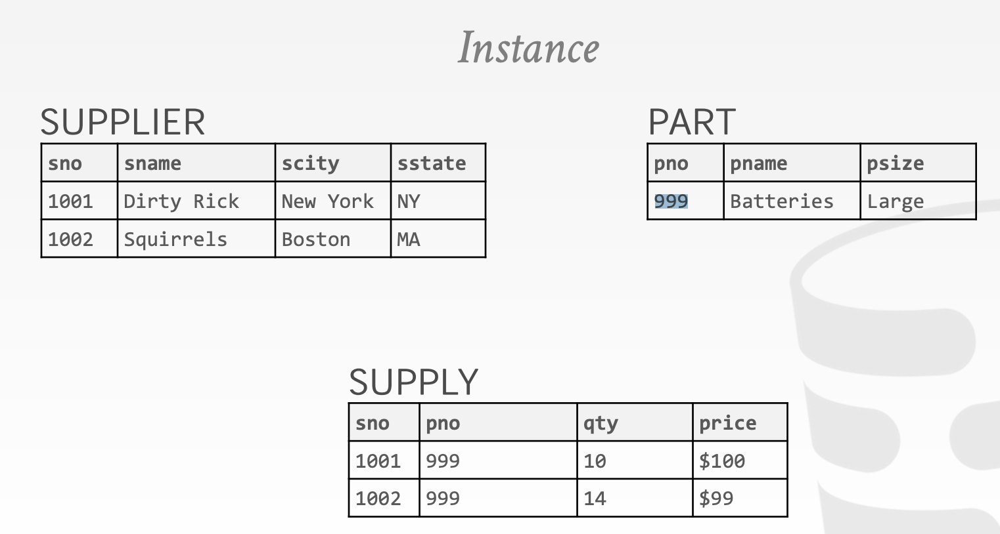 Instance
SUPPLIER
sno sname scity sstate
1001 Dirty Rick New York NY
1002 Squirrels Boston MA
PART
pno pname psize
999 Batteries Large
SUPPLY
sno pno qty price
1001 999 10 $100
1002 999 14 $99